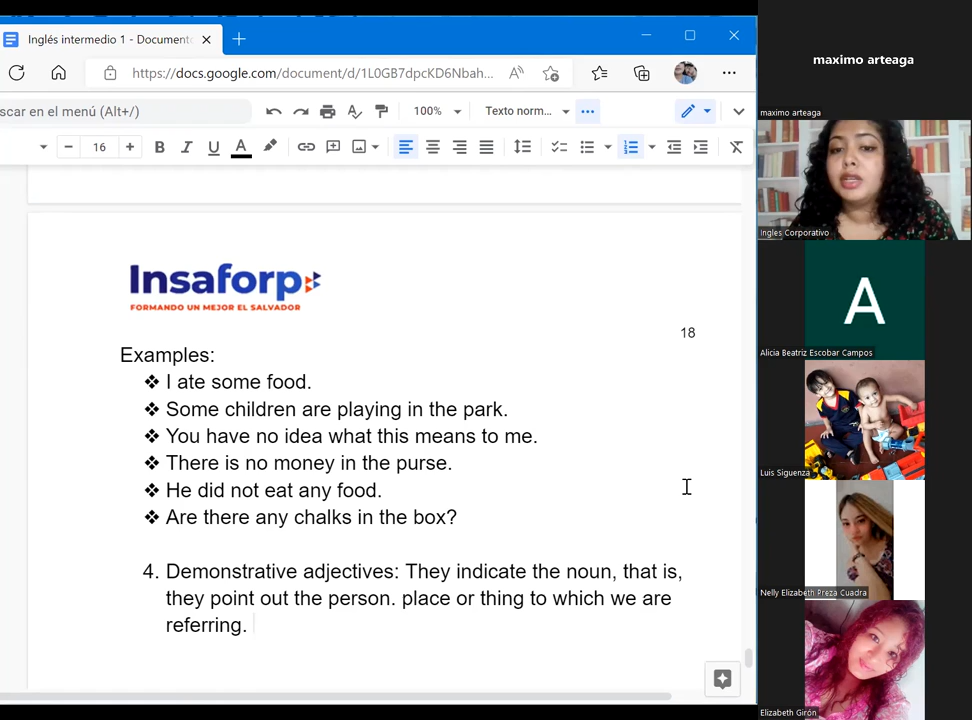 Inglés intermedio 1 - Documento
https://docs.google.com/document/d/1L0GB7dpcKD6Nbah...
scar en el menú (Alt+/)
100%
Texto norm...
16
B I U A
Insaforp
FORMANDO UN MEJOR EL SALVADOR
18
Examples:
❖ I ate some food.
❖ Some children are playing in the park.
❖ You have no idea what this means to me.
❖ There is no money in the purse.
❖ He did not eat any food.
❖ Are there any chalks in the box?
4. Demonstrative adjectives: They indicate the noun, that is,
they point out the person. place or thing to which we are
referring.
maximo arteaga
maximo arteaga
Ingles Corporativo
A
Alicia Beatriz Escobar Campos
Luis Siguenza
Nelly Elizabeth Preza Cuadra
Elizabeth Girón